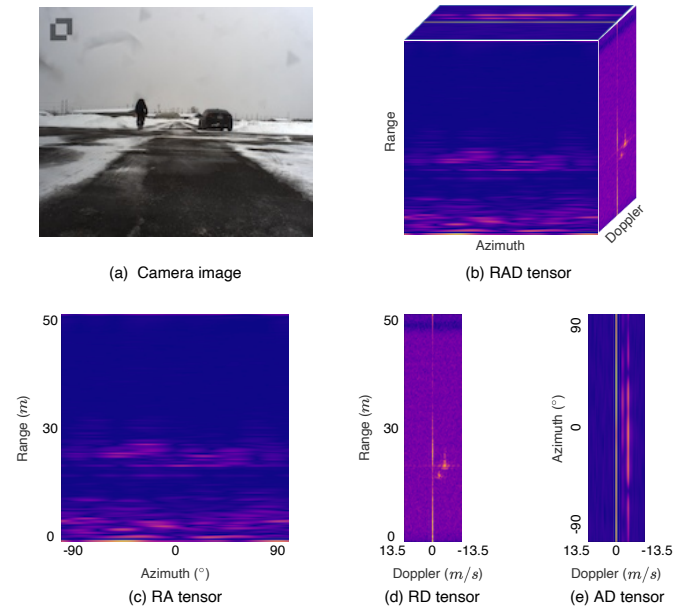 Range
Azimuth
Doppler
(a) Camera image
(b) RAD tensor
50
30
0
Range (m)
-90
0
90
Azimuth (°)
(c) RA tensor
50
30
0
Range (m)
13.5
0
-13.5
Doppler (m/s)
(d) RD tensor
90
0
-90
Azimuth (°)
13.5
0
-13.5
Doppler (m/s)
(e) AD tensor